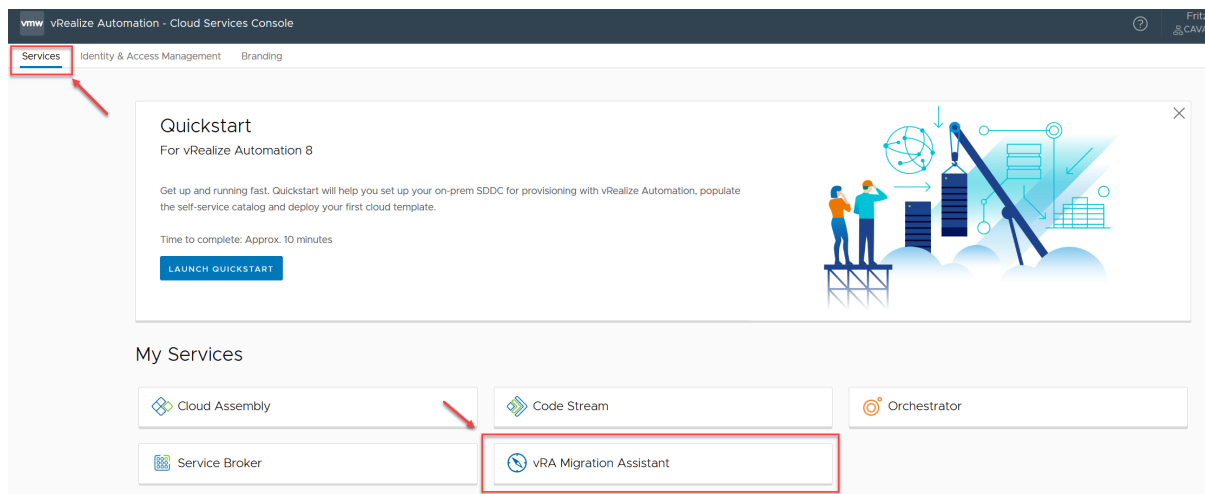 vmw vRealize Automation - Cloud Services Console
Fritz
CAVA
Services Identity & Access Management Branding
Quickstart
For vRealize Automation 8
Get up and running fast. Quickstart will help you set up your on-prem SDDC for provisioning with vRealize Automation, populate
the self-service catalog and deploy your first cloud template.
Time to complete: Approx. 10 minutes
LAUNCH QUICKSTART
My Services
Cloud Assembly
Code Stream
Orchestrator
Service Broker
vRA Migration Assistant